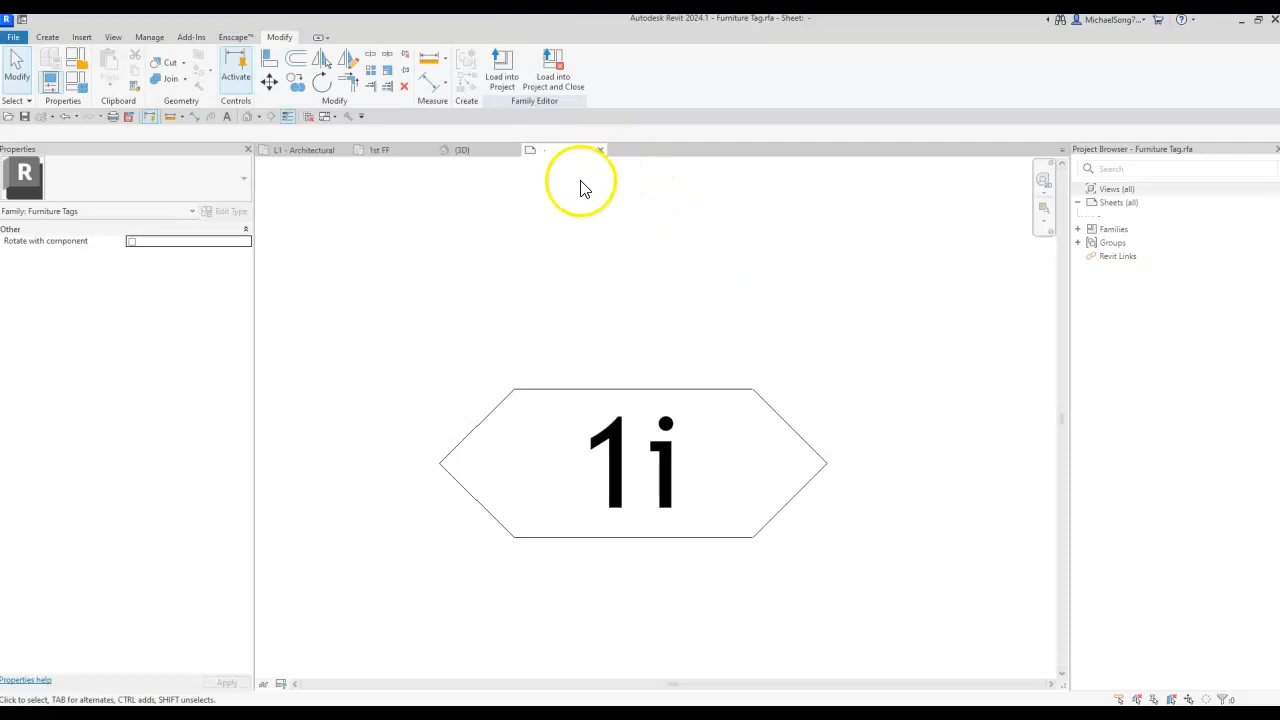 Autodesk Revit 2024.1 - Furniture Tag.rfa - Sheet: -
MichaelSong?...
File Create Insert View Manage Add-Ins Enscape™ Modify
Modify
Cut
Join
Activate
Load into Project
Load into Project and Close
Select Properties Clipboard Geometry Controls Modify Measure Create Family Editor
Properties
L1 - Architectural
1st FF
{3D}
-
Project Browser - Furniture Tag.rfa
R
Search
Views (all)
Sheets (all)
-
Families
Groups
Revit Links
Family: Furniture Tags
Edit Type
Other
Rotate with component
1i
Properties help
Apply
Click to select, TAB for alternates, CTRL adds, SHIFT unselects.
:0